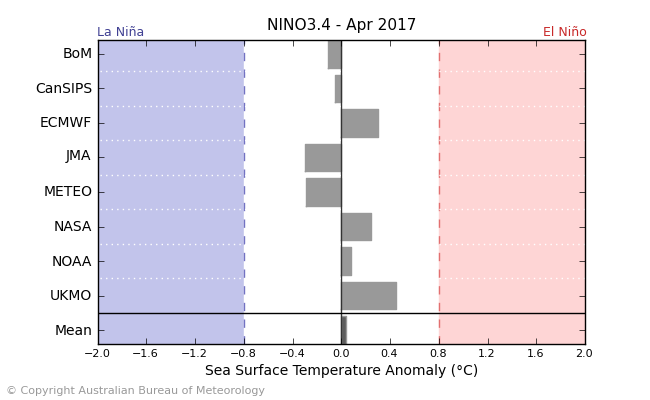 NINO3.4 - Apr 2017
La Niña
El Niño
BoM
CanSIPS
ECMWF
JMA
METEO
NASA
NOAA
UKMO
Mean
−2.0 −1.6 −1.2 −0.8 −0.4 0.0 0.4 0.8 1.2 1.6 2.0
Sea Surface Temperature Anomaly (°C)
© Copyright Australian Bureau of Meteorology